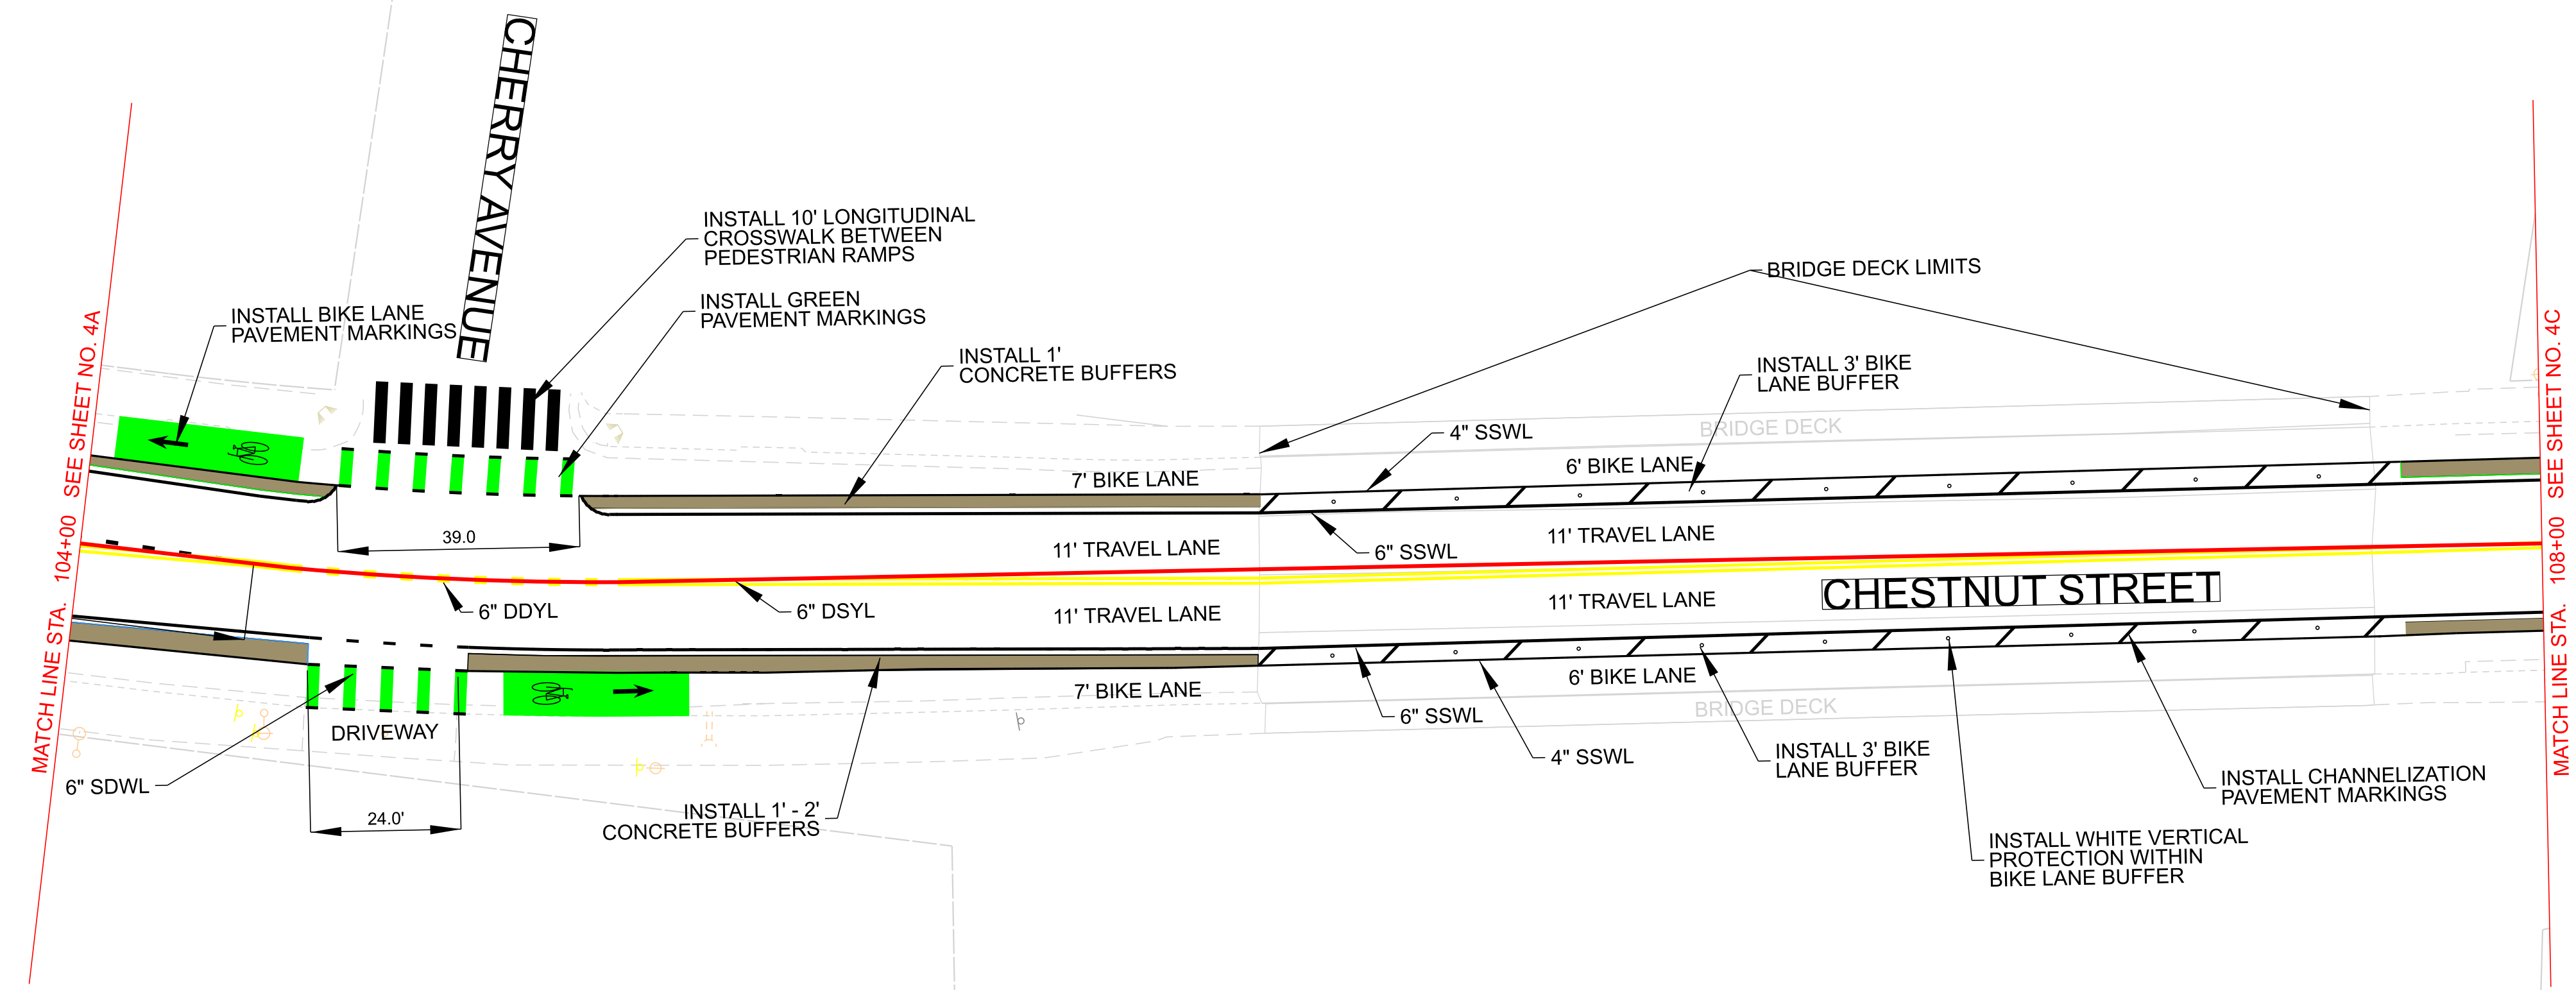 CHERRY AVENUE
INSTALL 10' LONGITUDINAL
CROSSWALK BETWEEN
PEDESTRIAN RAMPS
INSTALL BIKE LANE
PAVEMENT MARKINGS
INSTALL GREEN
PAVEMENT MARKINGS
INSTALL 1'
CONCRETE BUFFERS
BRIDGE DECK LIMITS
INSTALL 3' BIKE
LANE BUFFER
MATCH LINE STA. 104+00 SEE SHEET NO. 4A
MATCH LINE STA. 108+00 SEE SHEET NO. 4C
BRIDGE DECK
4" SSWL
7' BIKE LANE
6' BIKE LANE
39.0
11' TRAVEL LANE
6" SSWL
11' TRAVEL LANE
6" DDYL
6" DSYL
11' TRAVEL LANE
11' TRAVEL LANE
CHESTNUT STREET
7' BIKE LANE
6' BIKE LANE
BRIDGE DECK
DRIVEWAY
6" SSWL
4" SSWL
6" SDWL
24.0'
INSTALL 1' - 2'
CONCRETE BUFFERS
INSTALL 3' BIKE
LANE BUFFER
INSTALL CHANNELIZATION
PAVEMENT MARKINGS
INSTALL WHITE VERTICAL
PROTECTION WITHIN
BIKE LANE BUFFER